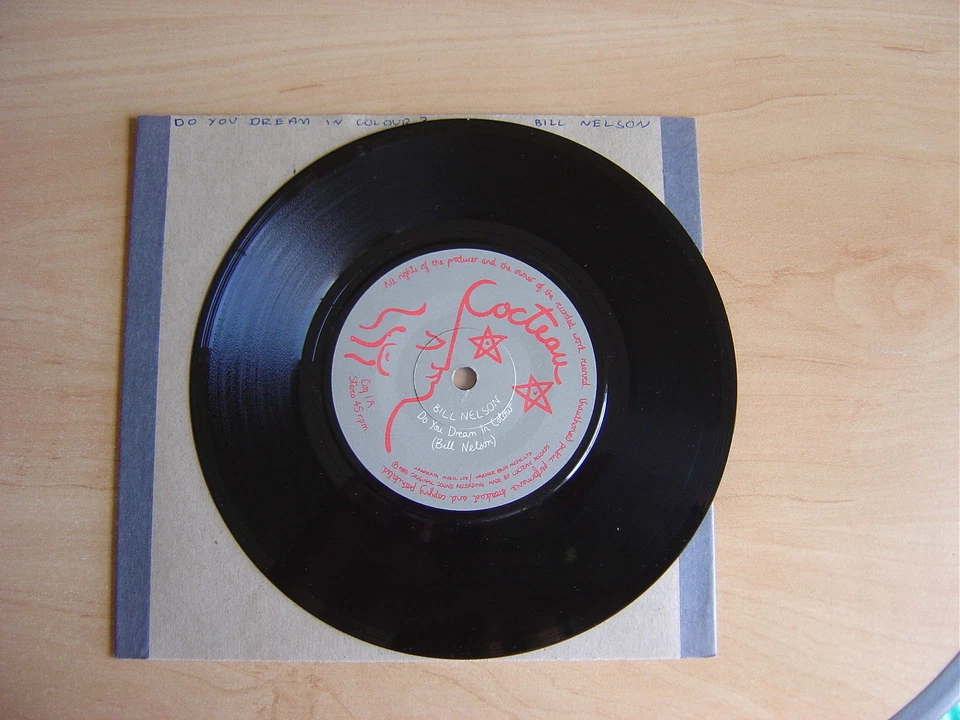 DO YOU DREAM IN COLOUR ? BILL NELSON
All rights of the producer and the owner of the recorded work reserved Unauthorised public performance broadcast and copying prohibited.
Cocteau
Coq 1A
Stereo 45 rpm.
BILL NELSON
Do You Dream In Colour
(Bill Nelson)